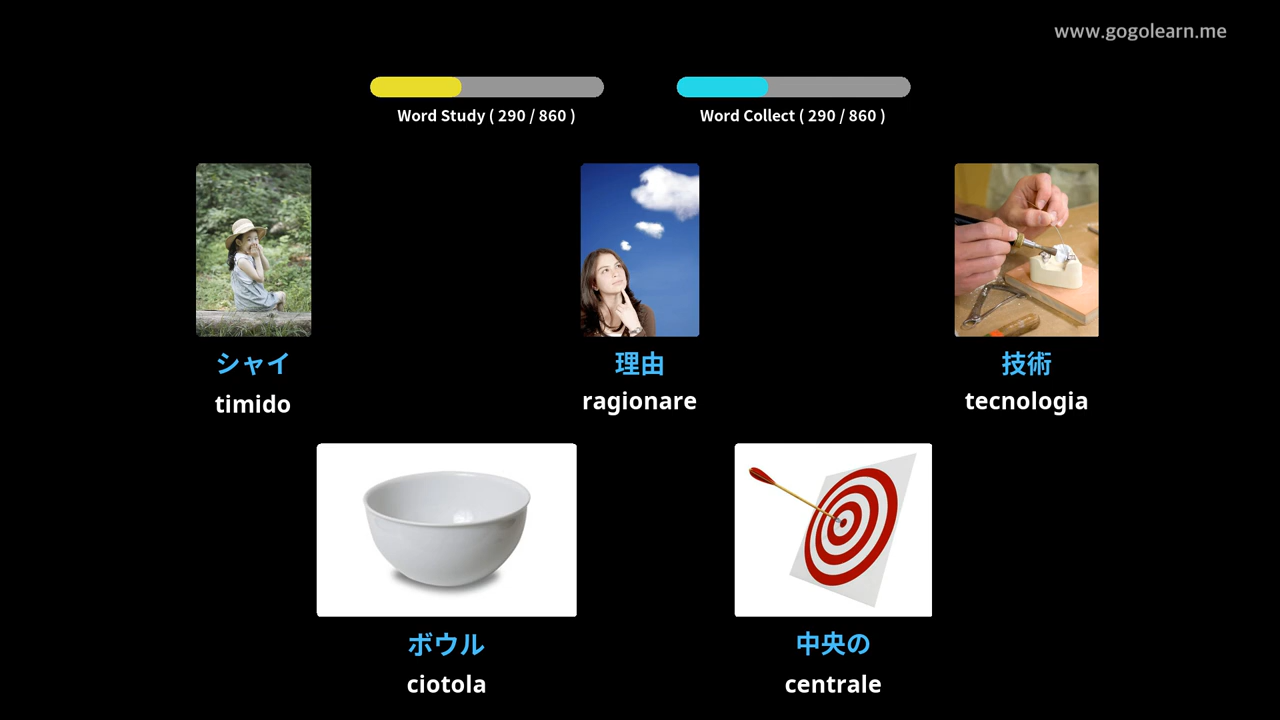 www.gogolearn.me
Word Study ( 290 / 860 )
Word Collect ( 290 / 860 )
シャイ
timido
理由
ragionare
技術
tecnologia
ボウル
ciotola
中央の
centrale